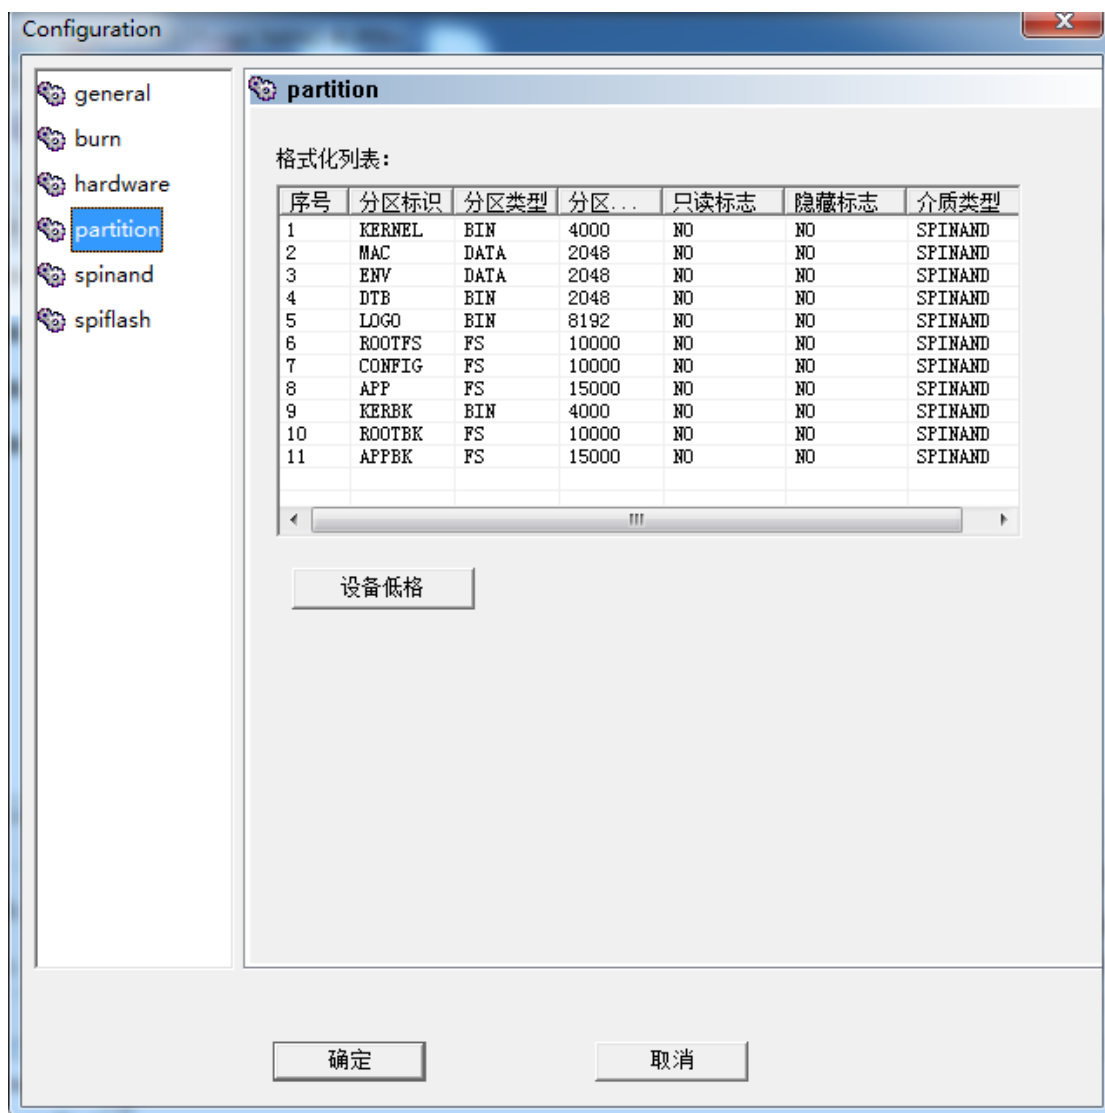 Configuration
x
general
burn
hardware
partition
spinand
spiflash
partition
格式化列表:
序号 分区标识 分区类型 分区... 只读标志 隐藏标志 介质类型
1 KERNEL BIN 4000 NO NO SPINAND
2 MAC DATA 2048 NO NO SPINAND
3 ENV DATA 2048 NO NO SPINAND
4 DTB BIN 2048 NO NO SPINAND
5 LOGO BIN 8192 NO NO SPINAND
6 ROOTFS FS 10000 NO NO SPINAND
7 CONFIG FS 10000 NO NO SPINAND
8 APP FS 15000 NO NO SPINAND
9 KERBK BIN 4000 NO NO SPINAND
10 ROOTBK FS 10000 NO NO SPINAND
11 APPBK FS 15000 NO NO SPINAND
设备低格
确定 取消